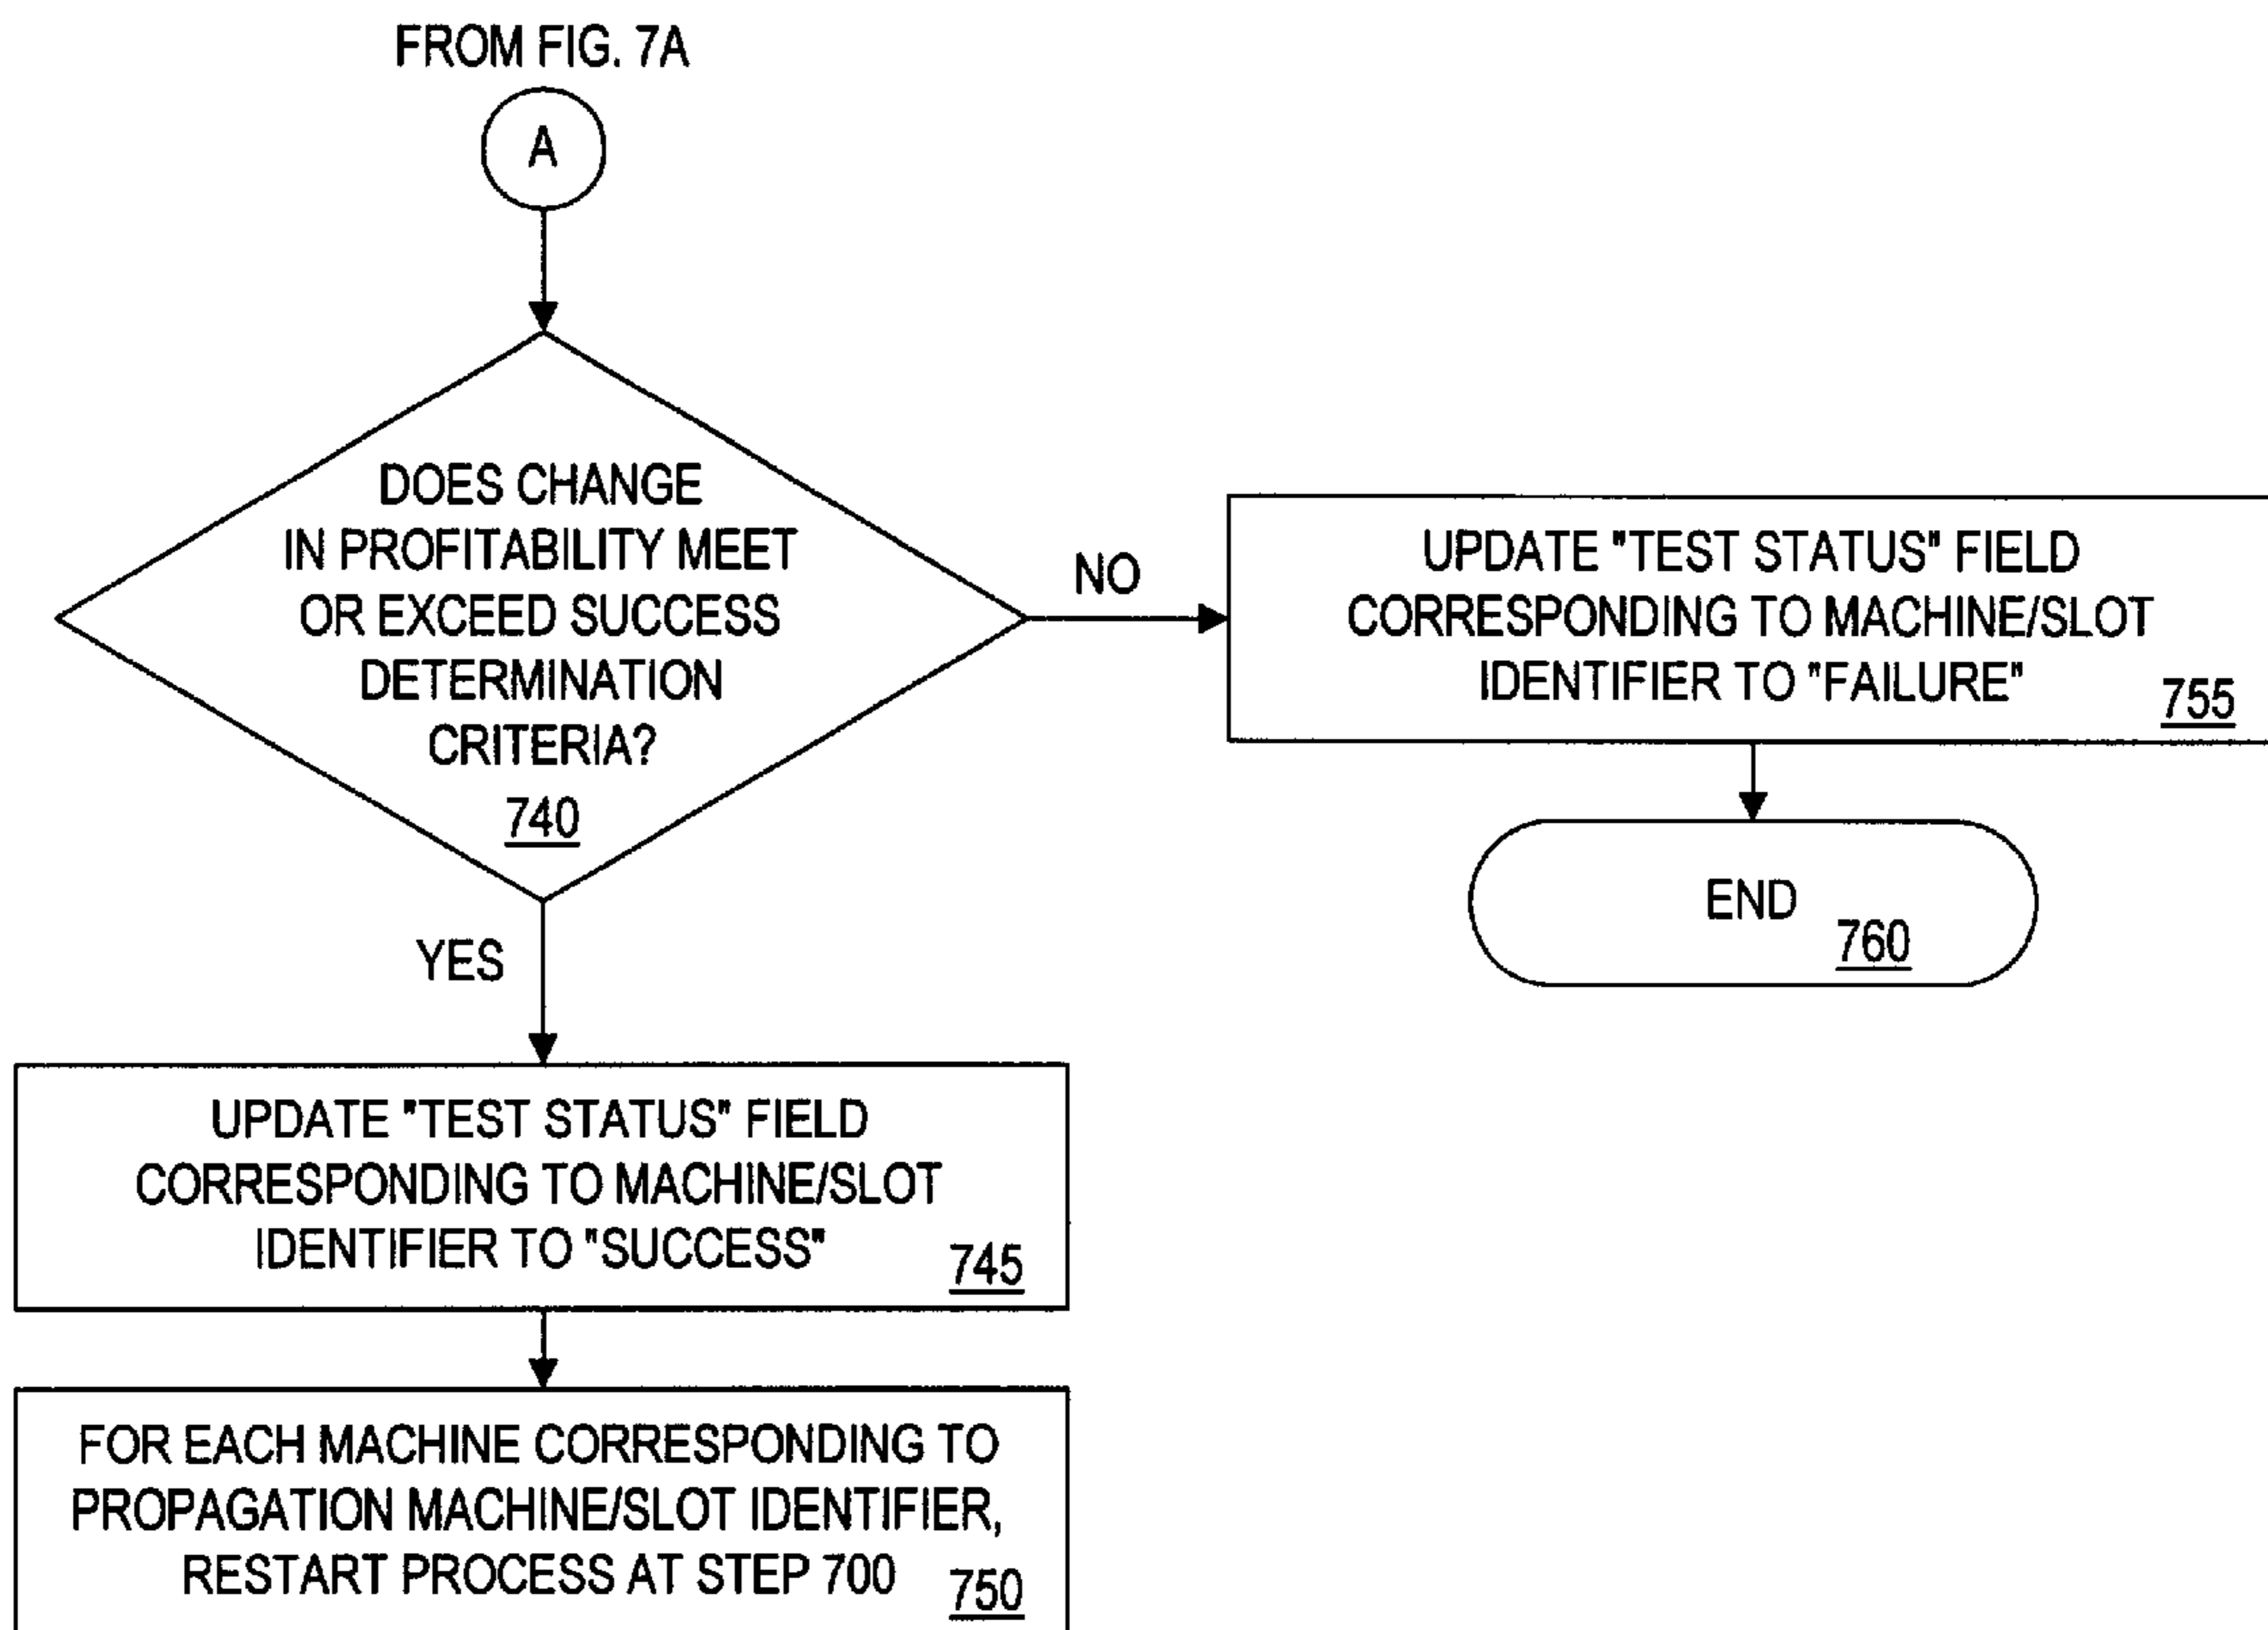 FROM FIG. 7A
A
DOES CHANGE
IN PROFITABILITY MEET
OR EXCEED SUCCESS
DETERMINATION
CRITERIA?
740
NO
UPDATE "TEST STATUS" FIELD
CORRESPONDING TO MACHINE/SLOT
IDENTIFIER TO "FAILURE"
755
END
760
YES
UPDATE "TEST STATUS" FIELD
CORRESPONDING TO MACHINE/SLOT
IDENTIFIER TO "SUCCESS"
745
FOR EACH MACHINE CORRESPONDING TO
PROPAGATION MACHINE/SLOT IDENTIFIER,
RESTART PROCESS AT STEP 700
750